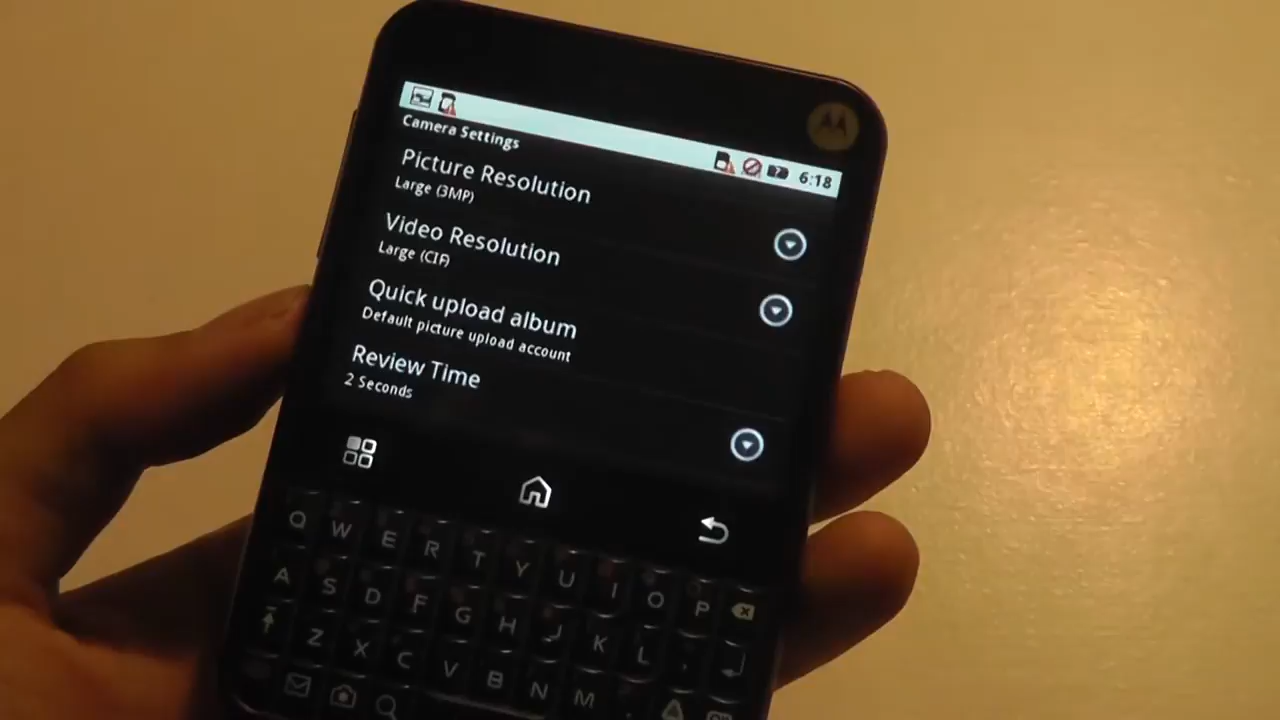 6:18
Camera Settings
Picture Resolution
Large (3MP)
Video Resolution
Large (CIF)
Quick upload album
Default picture upload account
Review Time
2 Seconds
Q W E R T Y U I O P
A S D F G H J K L
Z X C V B N M